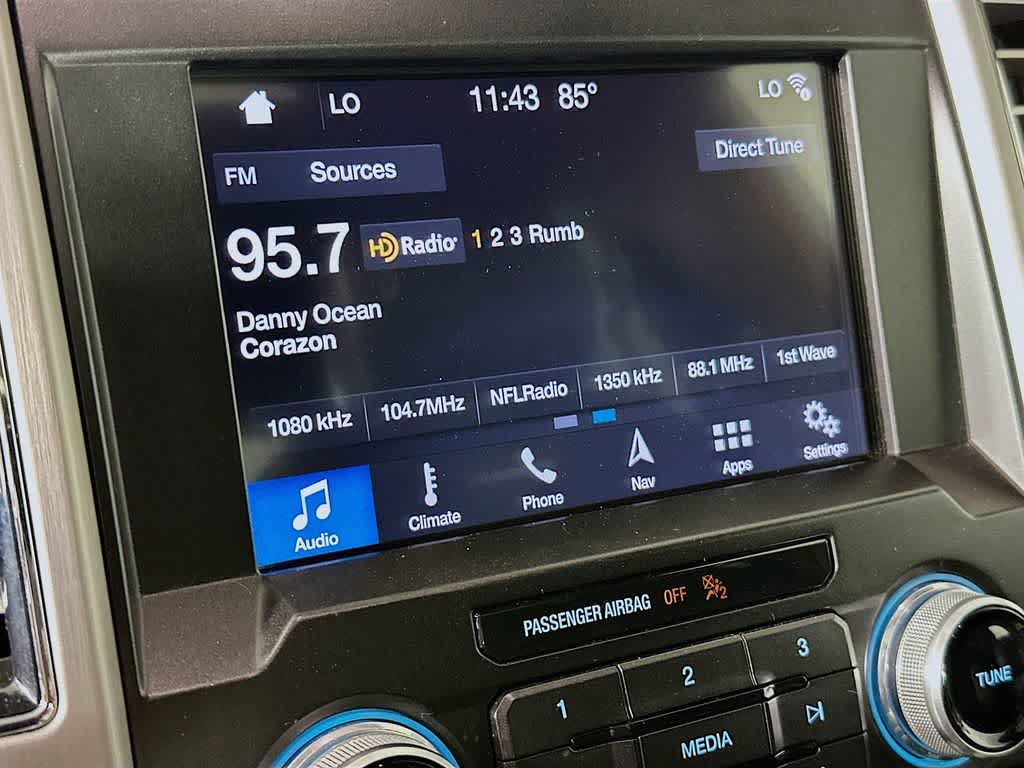 LO 11:43 85° LO
FM Sources Direct Tune
95.7 HD Radio 1 2 3 Rumb
Danny Ocean
Corazon
1080 kHz 104.7MHz NFLRadio 1350 kHz 88.1 MHz 1st Wave
Audio Climate Phone Nav Apps Settings
PASSENGER AIRBAG OFF 2
1 2 3
MEDIA
TUNE